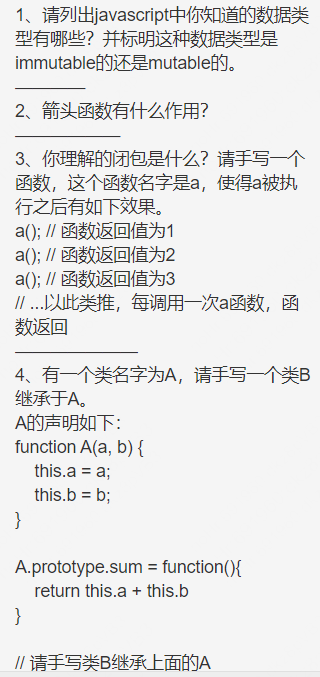 1、请列出javascript中你知道的数据类
型有哪些？并标明这种数据类型是
immutable的还是mutable的。
————
2、箭头函数有什么作用？
——————
3、你理解的闭包是什么？请手写一个
函数，这个函数名字是a，使得a被执
行之后有如下效果。
a(); // 函数返回值为1
a(); // 函数返回值为2
a(); // 函数返回值为3
// ...以此类推，每调用一次a函数，函
数返回
———————
4、有一个类名字为A，请手写一个类B
继承于A。
A的声明如下：
function A(a, b) {
    this.a = a;
    this.b = b;
}
A.prototype.sum = function(){
    return this.a + this.b
}
// 请手写类B继承上面的A